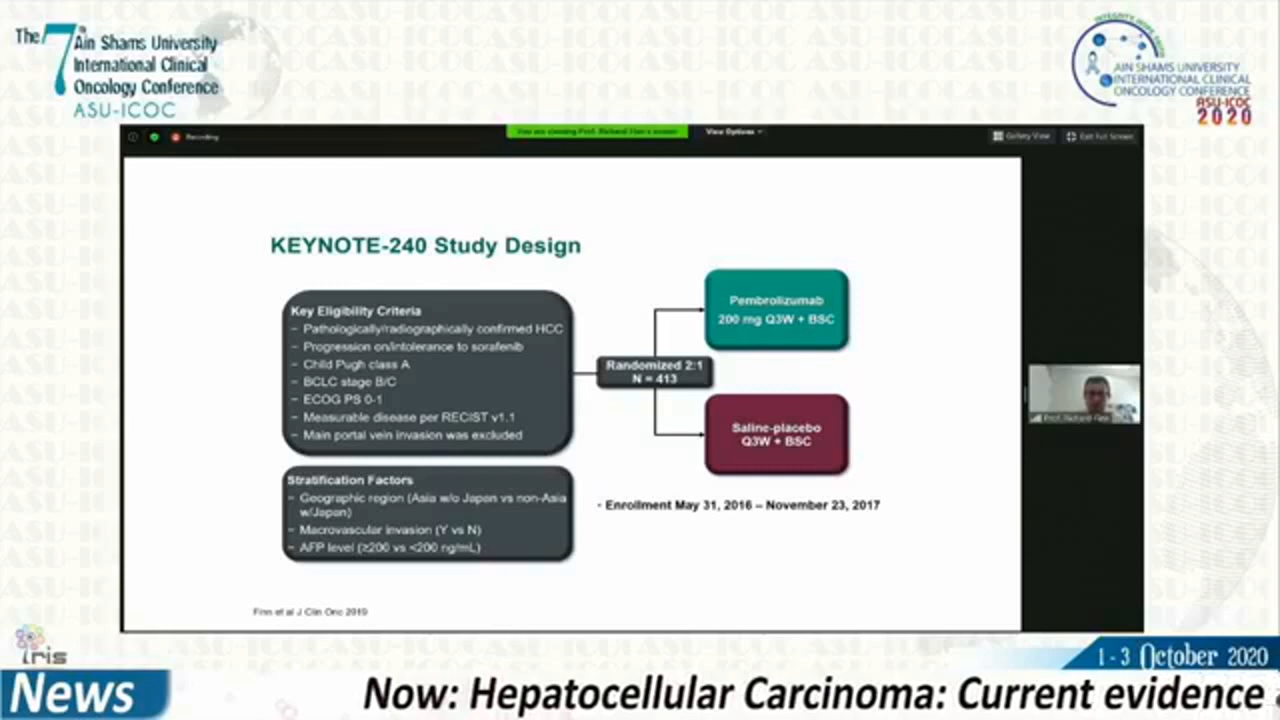 The 7 Ain Shams University
International Clinical
Oncology Conference
ASU-ICOC
INTEGRITY. HOPE.
AIN SHAMS UNIVERSITY
INTERNATIONAL CLINICAL
ONCOLOGY CONFERENCE
ASU-ICOC
2020
Recording
You are viewing Prof. Richard Finn's screen
View Options
Gallery View
Exit Full Screen
KEYNOTE-240 Study Design
Key Eligibility Criteria
– Pathologically/radiographically confirmed HCC
– Progression on/intolerance to sorafenib
– Child Pugh class A
– BCLC stage B/C
– ECOG PS 0-1
– Measurable disease per RECIST v1.1
– Main portal vein invasion was excluded
Stratification Factors
– Geographic region (Asia w/o Japan vs non-Asia
w/Japan)
– Macrovascular invasion (Y vs N)
– AFP level (≥200 vs <200 ng/mL)
Randomized 2:1
N = 413
Pembrolizumab
200 mg Q3W + BSC
Saline-placebo
Q3W + BSC
• Enrollment May 31, 2016 – November 23, 2017
Finn et al J Clin Onc 2019
Prof. Richard Finn
iris
News
1 - 3 October 2020
Now: Hepatocellular Carcinoma: Current evidence